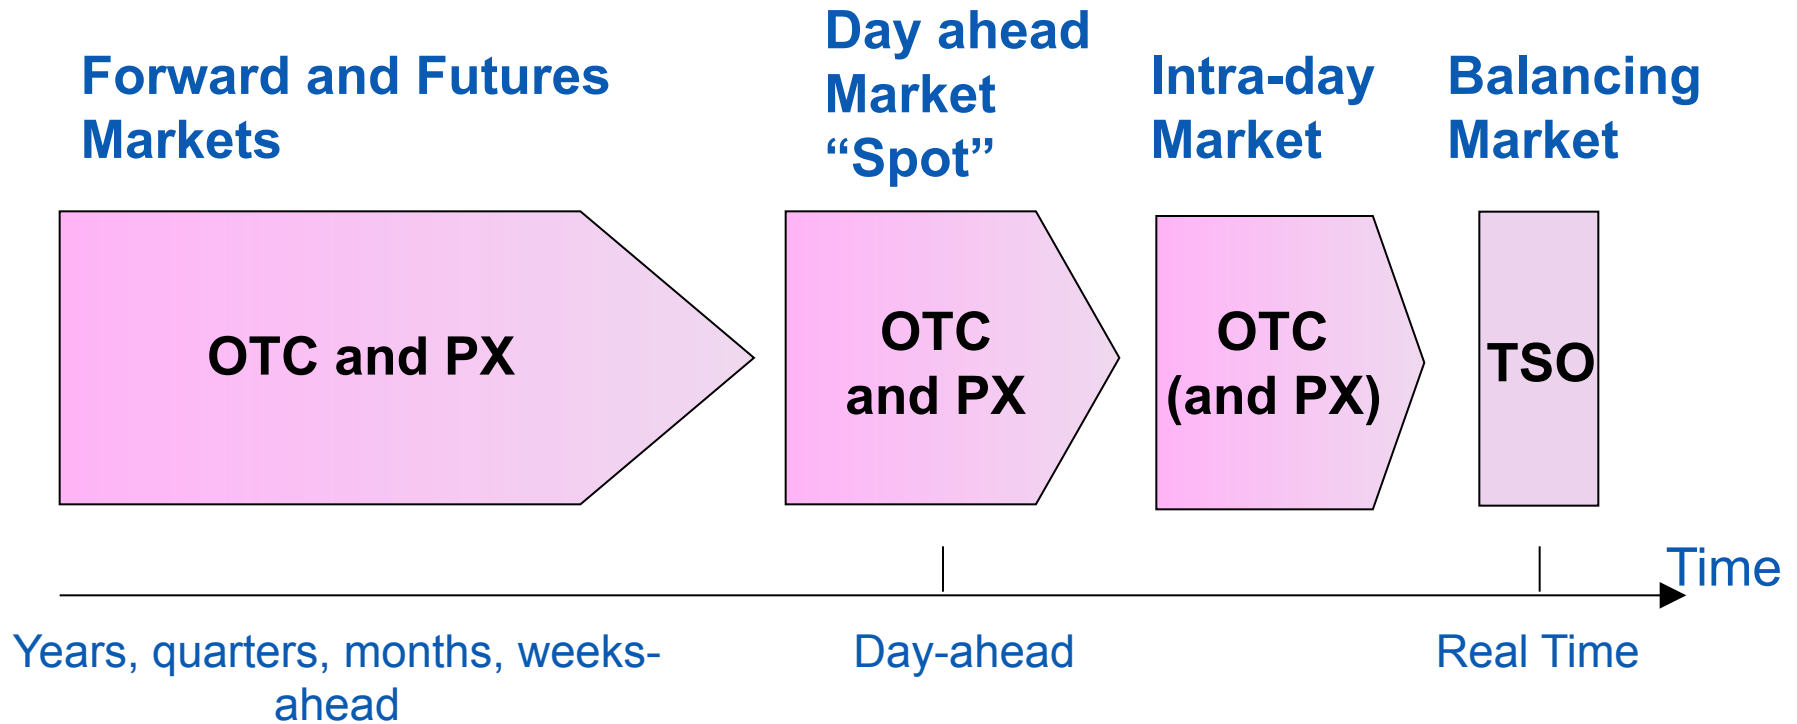 Forward and Futures
Markets
Day ahead
Market
“Spot”
Intra-day
Market
Balancing
Market
OTC and PX
OTC
and PX
OTC
(and PX)
TSO
Time
Years, quarters, months, weeks-
ahead
Day-ahead
Real Time